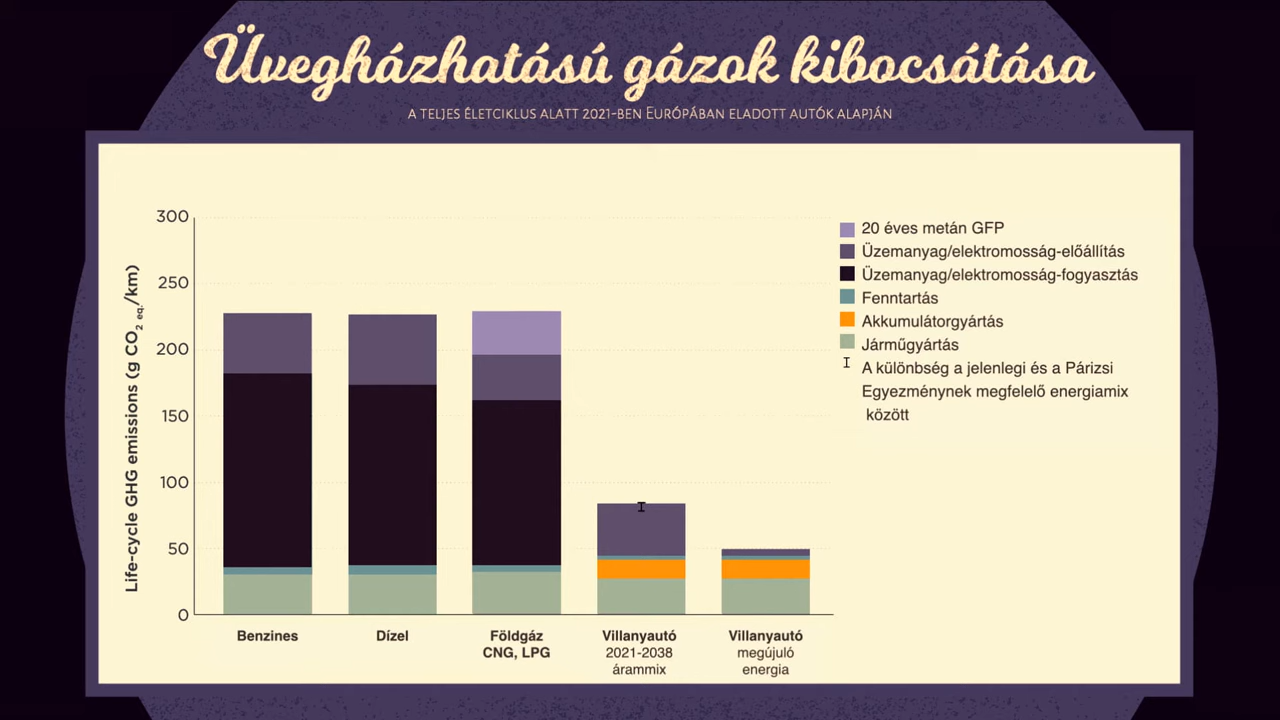 Üvegházhatású gázok kibocsátása
A TELJES ÉLETCIKLUS ALATT 2021-BEN EURÓPÁBAN ELADOTT AUTÓK ALAPJÁN
Life-cycle GHG emissions (g CO2 eq./km)
300
250
200
150
100
50
0
20 éves metán GFP
Üzemanyag/elektromosság-előállítás
Üzemanyag/elektromosság-fogyasztás
Fenntartás
Akkumulátorgyártás
Járműgyártás
A különbség a jelenlegi és a Párizsi
Egyezménynek megfelelő energiamix
között
Benzines
Dízel
Földgáz
CNG, LPG
Villanyautó
2021-2038
árammix
Villanyautó
megújuló
energia